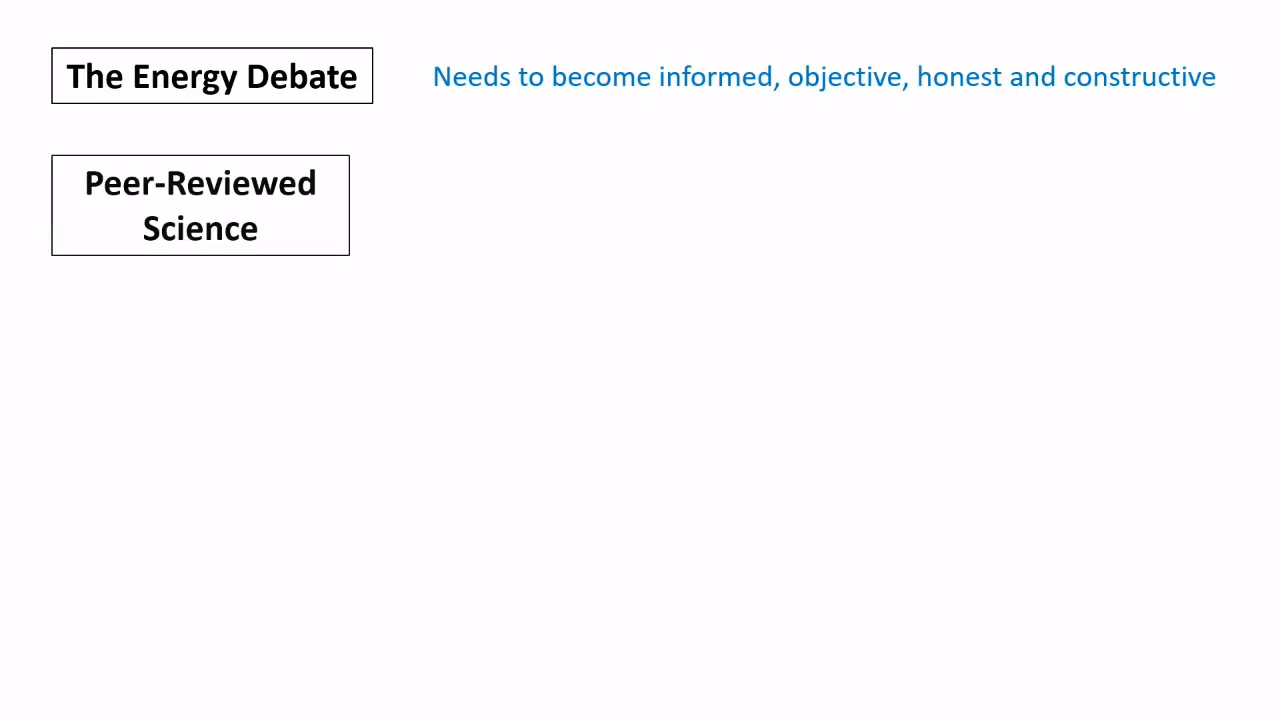 The Energy Debate
Needs to become informed, objective, honest and constructive
Peer-Reviewed
Science